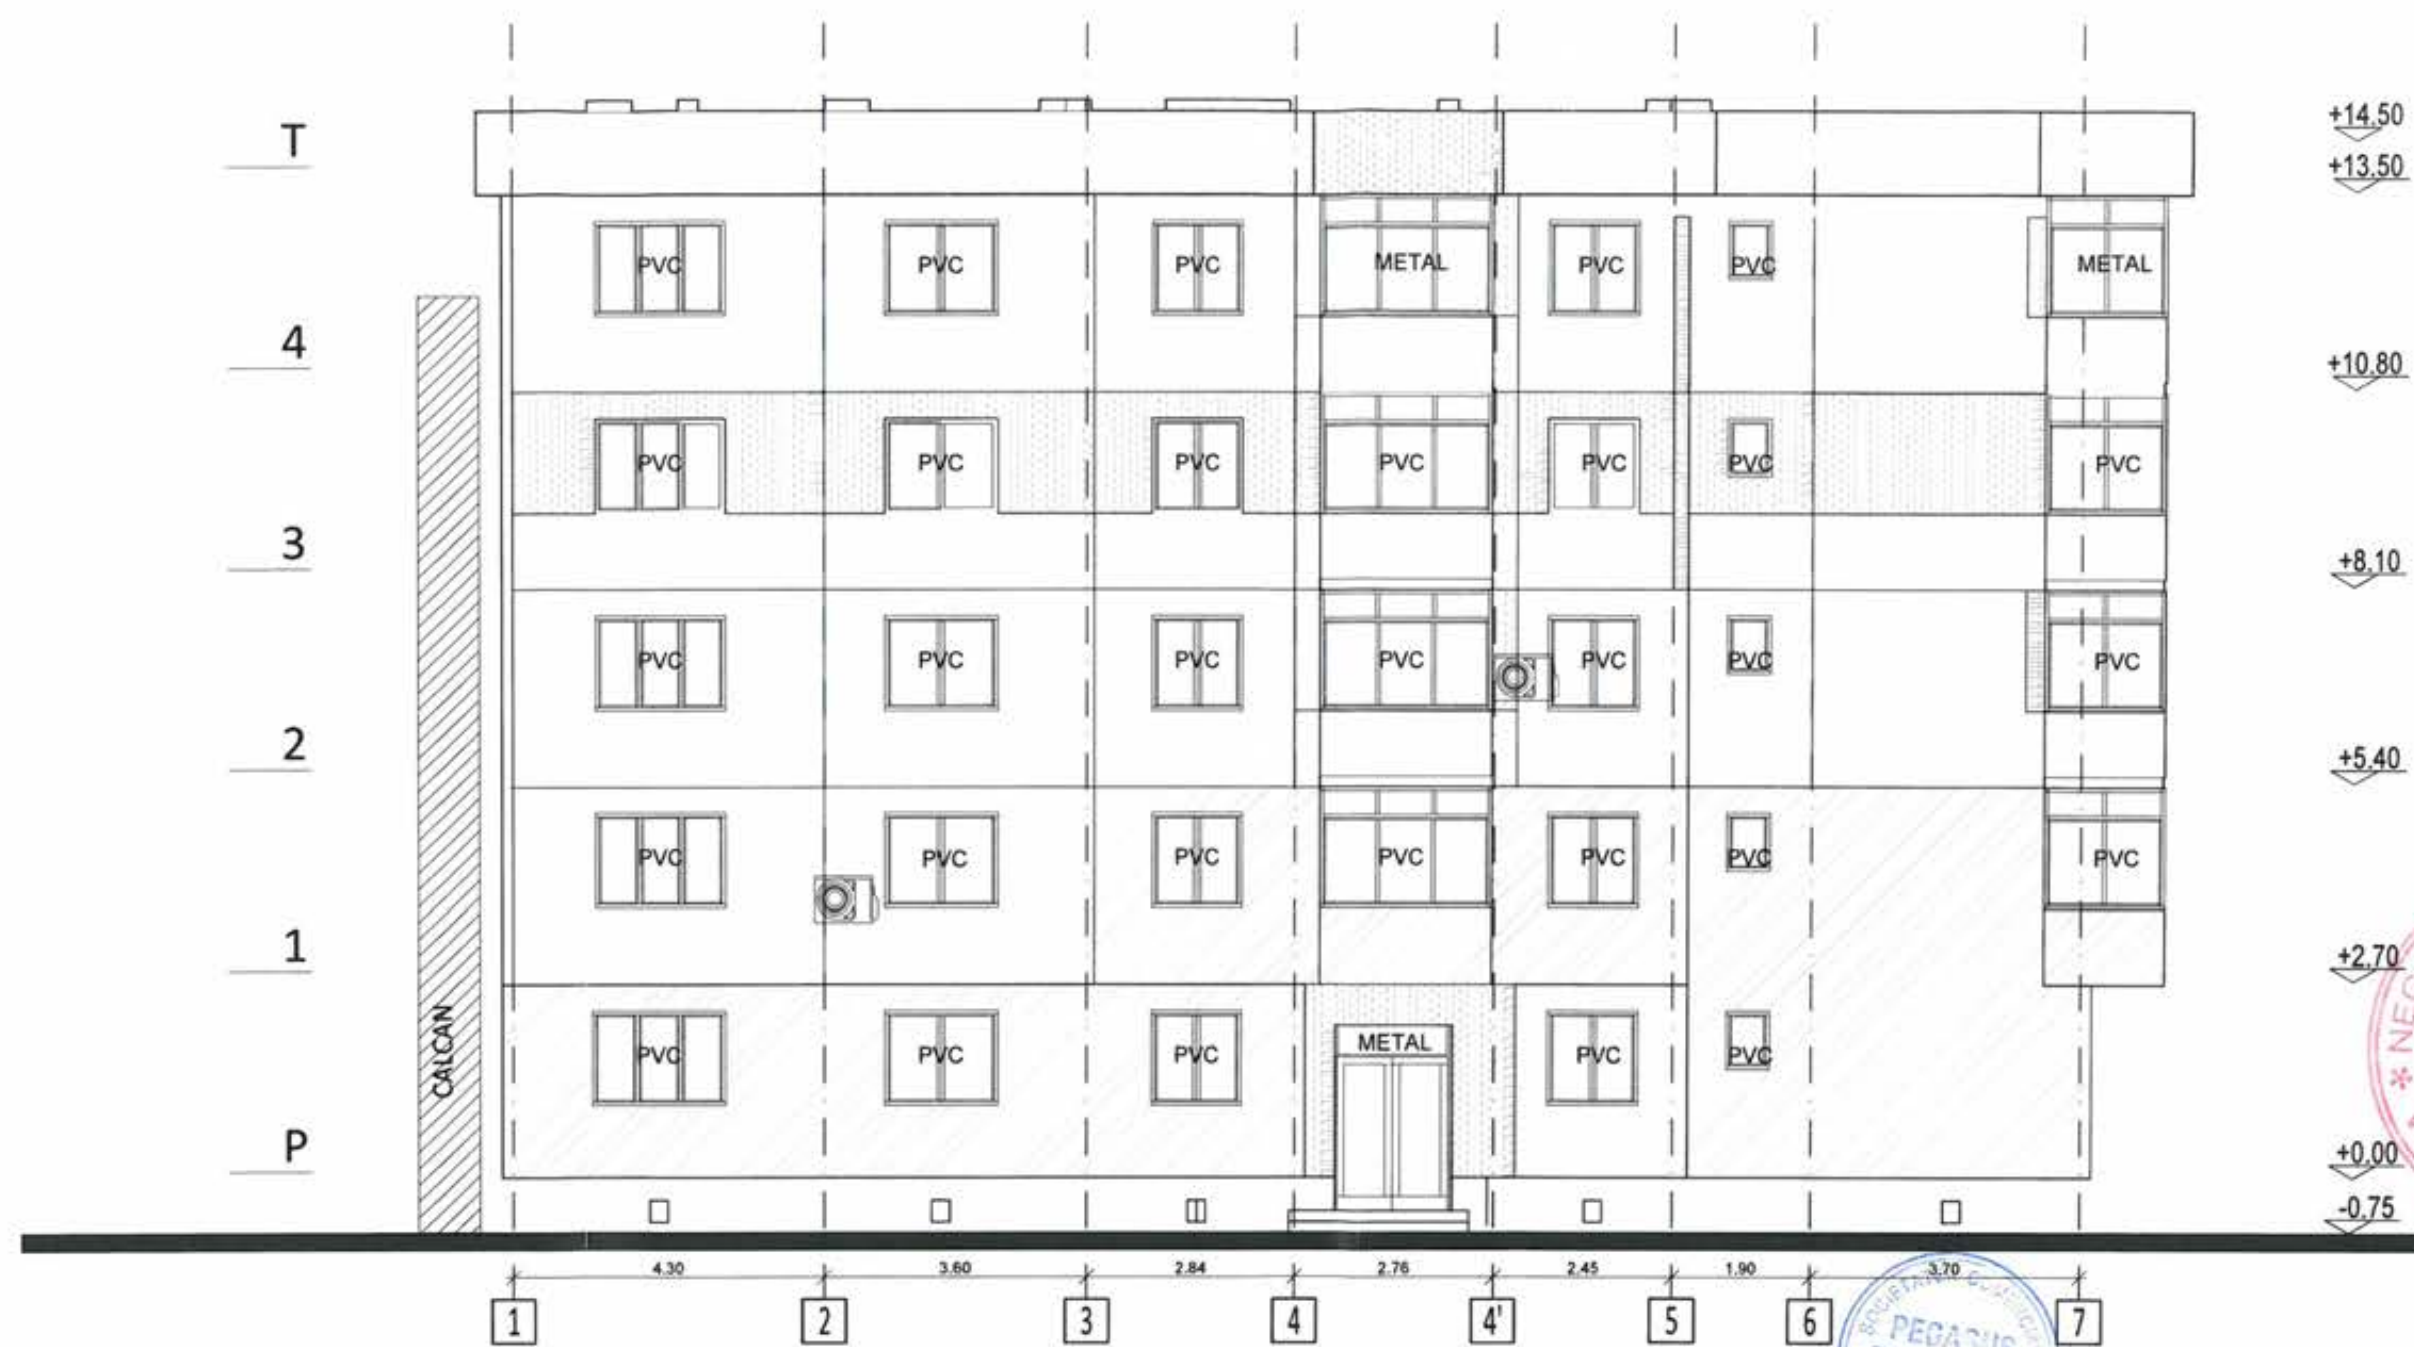 T
+14.50
+13.50
PVC PVC PVC METAL PVC PVC METAL
4
+10.80
PVC PVC PVC PVC PVC PVC PVC
3
+8.10
PVC PVC PVC PVC PVC PVC PVC
2
+5.40
PVC PVC PVC PVC PVC PVC PVC
1
+2.70
CALCAN
PVC PVC PVC METAL PVC PVC
P
+0.00
-0.75
4.30 3.60 2.84 2.76 2.45 1.90 3.70
1 2 3 4 4' 5 6 7
PEGASUS